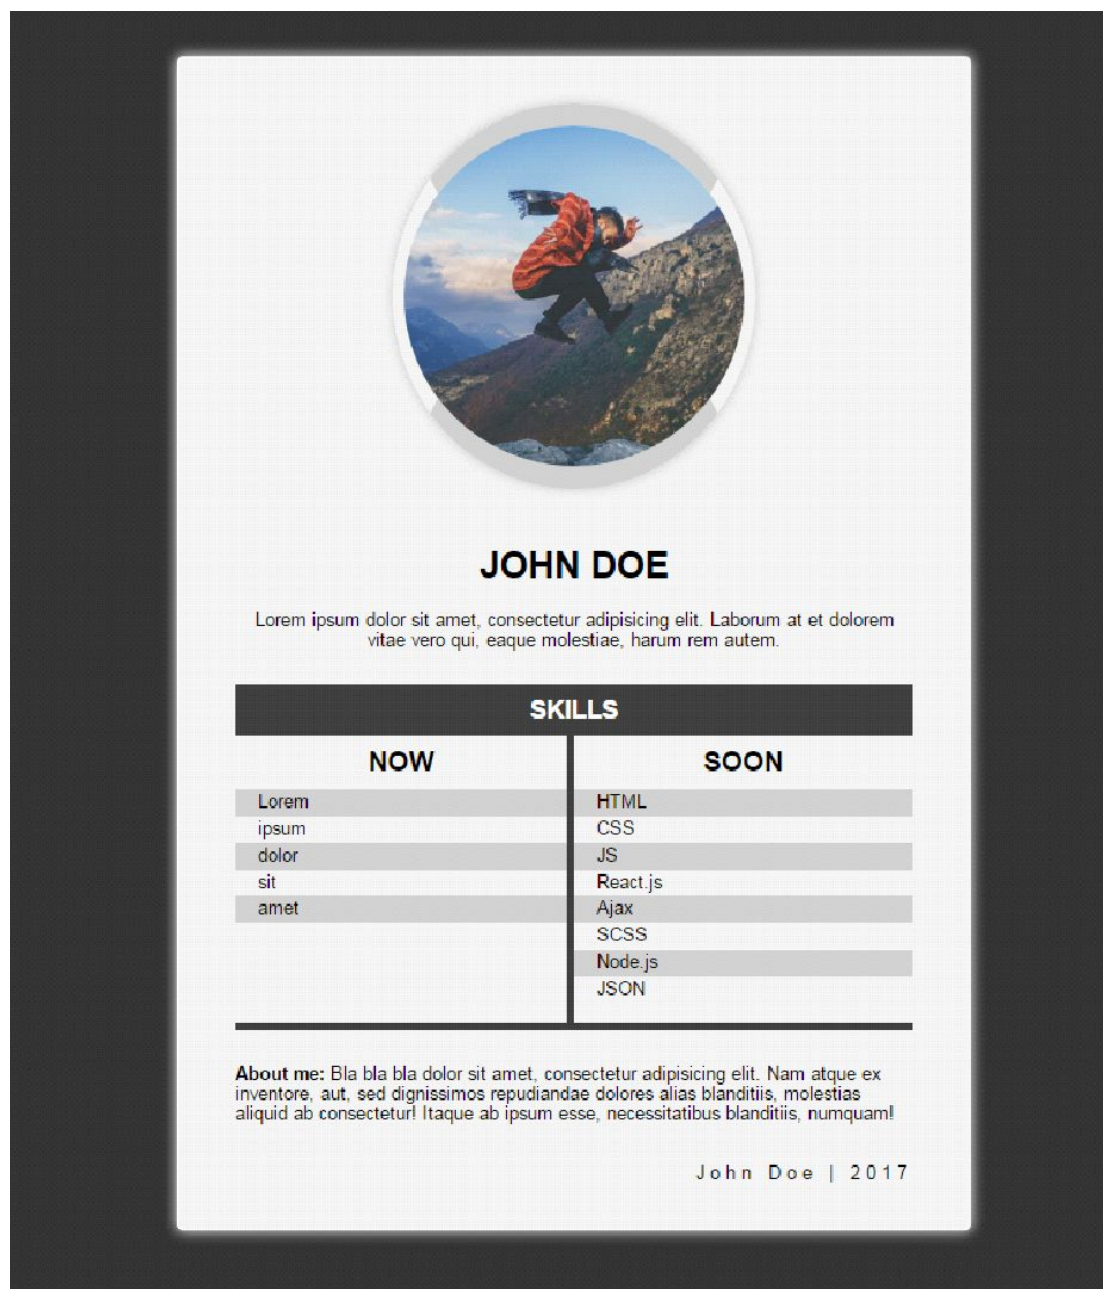 JOHN DOE
Lorem ipsum dolor sit amet, consectetur adipisicing elit. Laborum at et dolorem
vitae vero qui, eaque molestiae, harum rem autem.
SKILLS
NOW
Lorem
ipsum
dolor
sit
amet
SOON
HTML
CSS
JS
React.js
Ajax
SCSS
Node.js
JSON
About me: Bla bla bla dolor sit amet, consectetur adipisicing elit. Nam atque ex
inventore, aut, sed dignissimos repudiandae dolores alias blanditiis, molestias
aliquid ab consectetur! Itaque ab ipsum esse, necessitatibus blanditiis, numquam!
John Doe | 2017